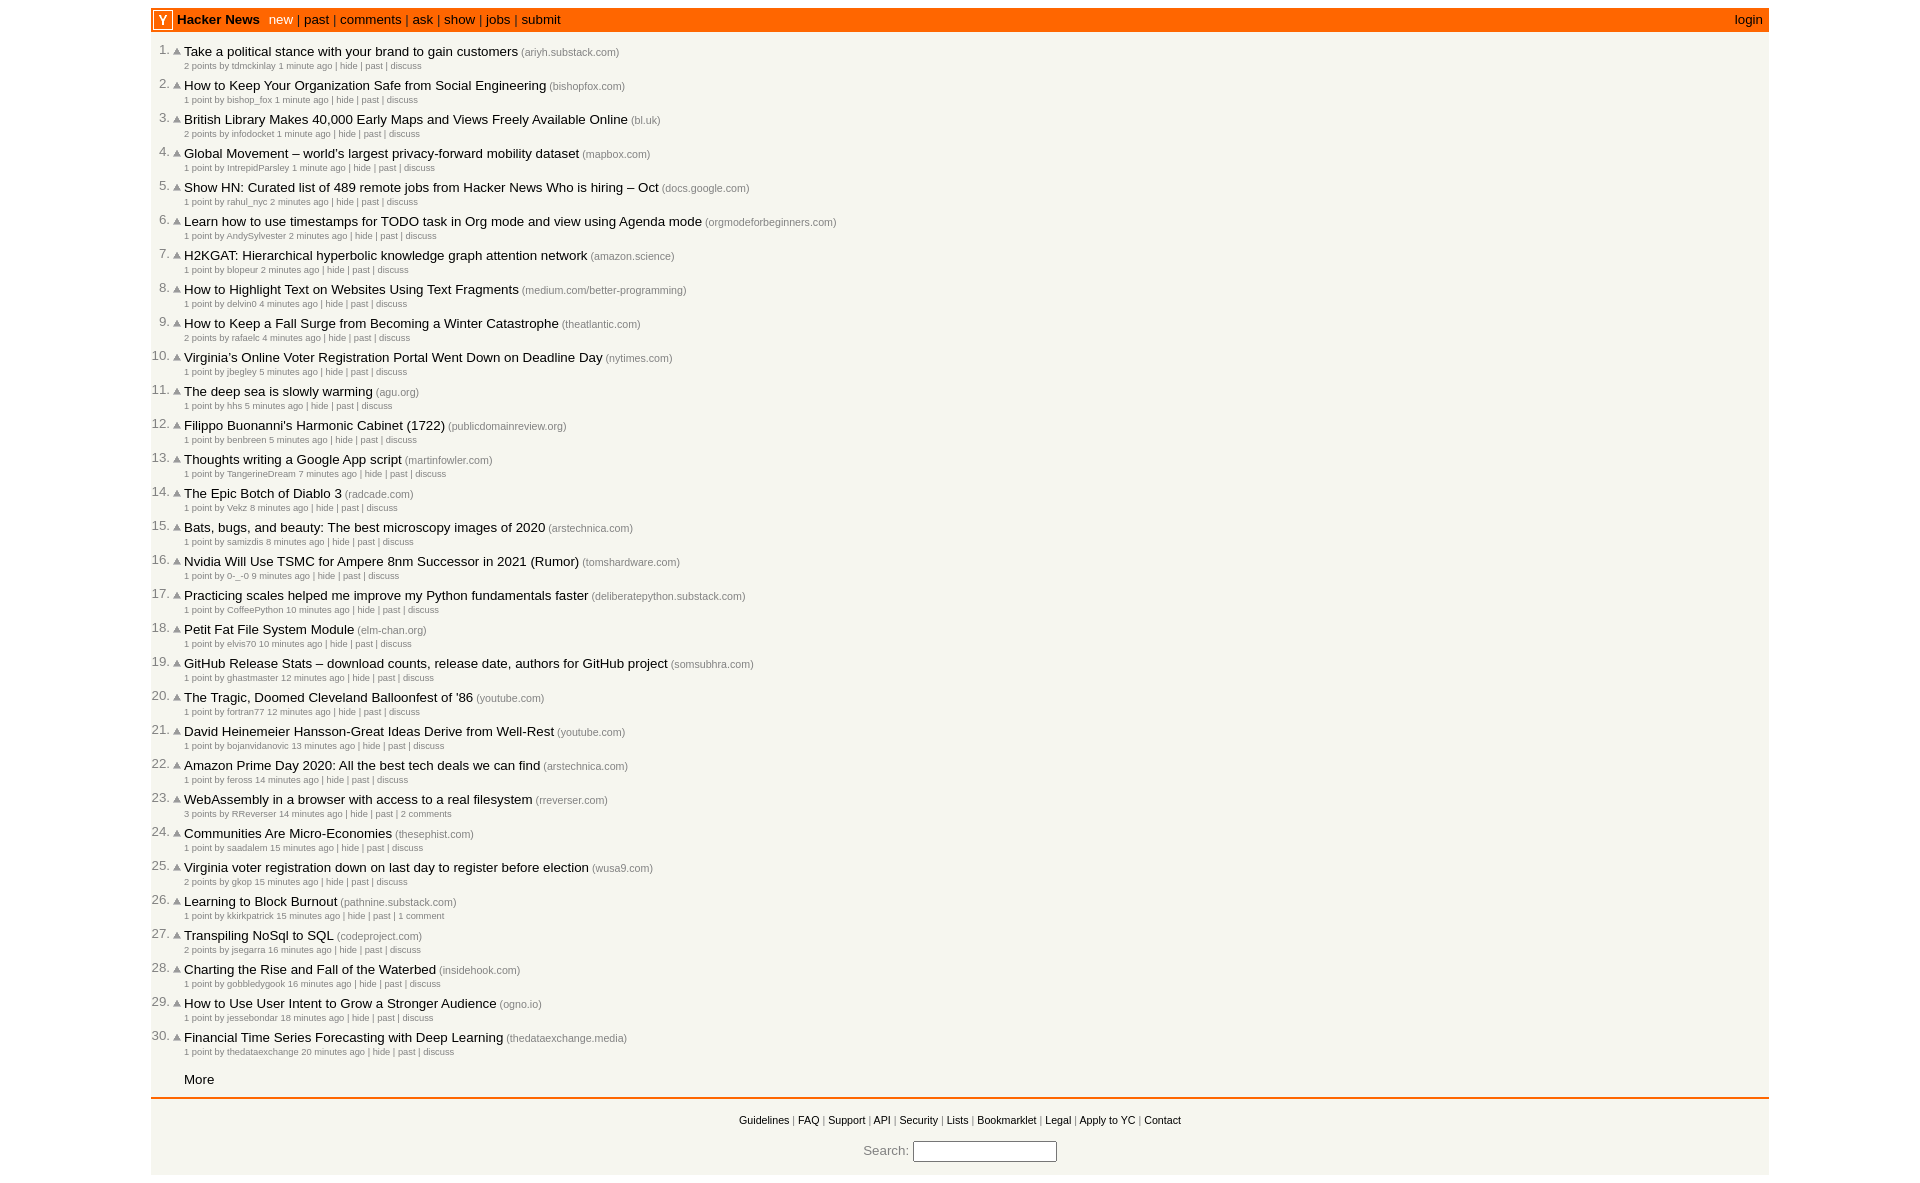 Y Hacker News new | past | comments | ask | show | jobs | submit login
1. Take a political stance with your brand to gain customers (ariyh.substack.com)
2 points by tdmckinlay 1 minute ago | hide | past | discuss
2. How to Keep Your Organization Safe from Social Engineering (bishopfox.com)
1 point by bishop_fox 1 minute ago | hide | past | discuss
3. British Library Makes 40,000 Early Maps and Views Freely Available Online (bl.uk)
2 points by infodocket 1 minute ago | hide | past | discuss
4. Global Movement – world's largest privacy-forward mobility dataset (mapbox.com)
1 point by IntrepidParsley 1 minute ago | hide | past | discuss
5. Show HN: Curated list of 489 remote jobs from Hacker News Who is hiring – Oct (docs.google.com)
1 point by rahul_nyc 2 minutes ago | hide | past | discuss
6. Learn how to use timestamps for TODO task in Org mode and view using Agenda mode (orgmodeforbeginners.com)
1 point by AndySylvester 2 minutes ago | hide | past | discuss
7. H2KGAT: Hierarchical hyperbolic knowledge graph attention network (amazon.science)
1 point by blopeur 2 minutes ago | hide | past | discuss
8. How to Highlight Text on Websites Using Text Fragments (medium.com/better-programming)
1 point by delvin0 4 minutes ago | hide | past | discuss
9. How to Keep a Fall Surge from Becoming a Winter Catastrophe (theatlantic.com)
2 points by rafaelc 4 minutes ago | hide | past | discuss
10. Virginia's Online Voter Registration Portal Went Down on Deadline Day (nytimes.com)
1 point by jbegley 5 minutes ago | hide | past | discuss
11. The deep sea is slowly warming (agu.org)
1 point by hhs 5 minutes ago | hide | past | discuss
12. Filippo Buonanni's Harmonic Cabinet (1722) (publicdomainreview.org)
1 point by benbreen 5 minutes ago | hide | past | discuss
13. Thoughts writing a Google App script (martinfowler.com)
1 point by TangerineDream 7 minutes ago | hide | past | discuss
14. The Epic Botch of Diablo 3 (radcade.com)
1 point by Vekz 8 minutes ago | hide | past | discuss
15. Bats, bugs, and beauty: The best microscopy images of 2020 (arstechnica.com)
1 point by samizdis 8 minutes ago | hide | past | discuss
16. Nvidia Will Use TSMC for Ampere 8nm Successor in 2021 (Rumor) (tomshardware.com)
1 point by 0-_-0 9 minutes ago | hide | past | discuss
17. Practicing scales helped me improve my Python fundamentals faster (deliberatepython.substack.com)
1 point by CoffeePython 10 minutes ago | hide | past | discuss
18. Petit Fat File System Module (elm-chan.org)
1 point by elvis70 10 minutes ago | hide | past | discuss
19. GitHub Release Stats – download counts, release date, authors for GitHub project (somsubhra.com)
1 point by ghastmaster 12 minutes ago | hide | past | discuss
20. The Tragic, Doomed Cleveland Balloonfest of '86 (youtube.com)
1 point by fortran77 12 minutes ago | hide | past | discuss
21. David Heinemeier Hansson-Great Ideas Derive from Well-Rest (youtube.com)
1 point by bojanvidanovic 13 minutes ago | hide | past | discuss
22. Amazon Prime Day 2020: All the best tech deals we can find (arstechnica.com)
1 point by feross 14 minutes ago | hide | past | discuss
23. WebAssembly in a browser with access to a real filesystem (rreverser.com)
3 points by RReverser 14 minutes ago | hide | past | 2 comments
24. Communities Are Micro-Economies (thesephist.com)
1 point by saadalem 15 minutes ago | hide | past | discuss
25. Virginia voter registration down on last day to register before election (wusa9.com)
2 points by gkop 15 minutes ago | hide | past | discuss
26. Learning to Block Burnout (pathnine.substack.com)
1 point by kkirkpatrick 15 minutes ago | hide | past | 1 comment
27. Transpiling NoSql to SQL (codeproject.com)
2 points by jsegarra 16 minutes ago | hide | past | discuss
28. Charting the Rise and Fall of the Waterbed (insidehook.com)
1 point by gobbledygook 16 minutes ago | hide | past | discuss
29. How to Use User Intent to Grow a Stronger Audience (ogno.io)
1 point by jessebondar 18 minutes ago | hide | past | discuss
30. Financial Time Series Forecasting with Deep Learning (thedataexchange.media)
1 point by thedataexchange 20 minutes ago | hide | past | discuss
More
Guidelines | FAQ | Support | API | Security | Lists | Bookmarklet | Legal | Apply to YC | Contact
Search: